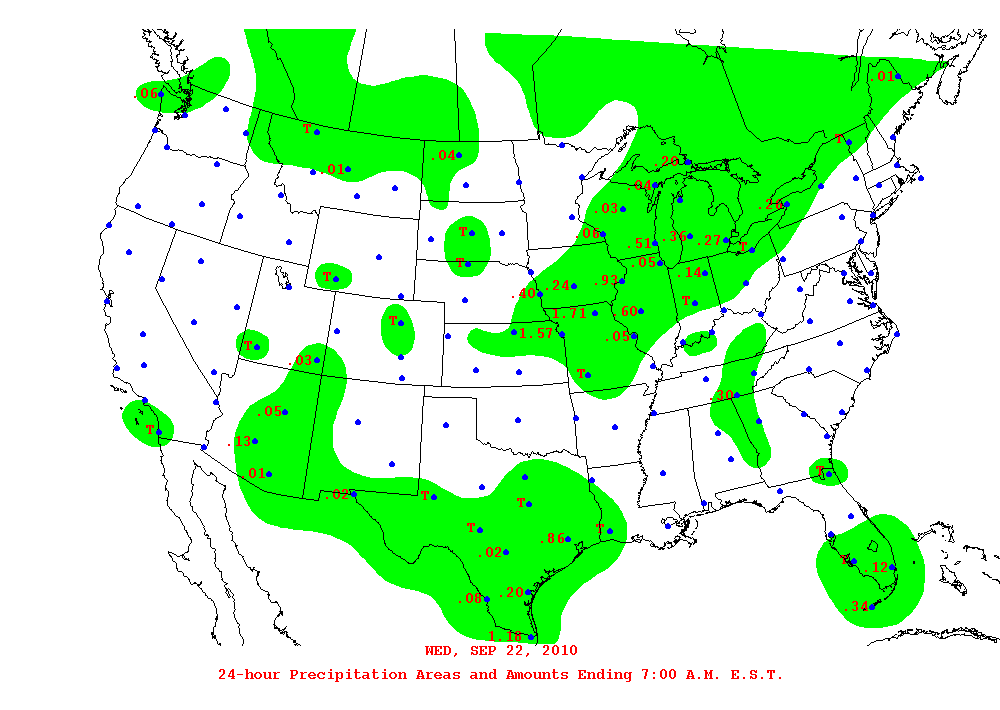 .01
.06
T
T
.04
.20
.01
.04
.03
.26
T
.06
.51
.36
.27
T
T
.05
.14
T
.93
.24
.40
T
1.71
.60
T
1.57
.05
T
.03
T
.30
.05
T
.13
T
.01
.02
T
T
T
T
.86
.02
.12
.20
.08
.34
1.18
WED, SEP 22, 2010
24-hour Precipitation Areas and Amounts Ending 7:00 A.M. E.S.T.